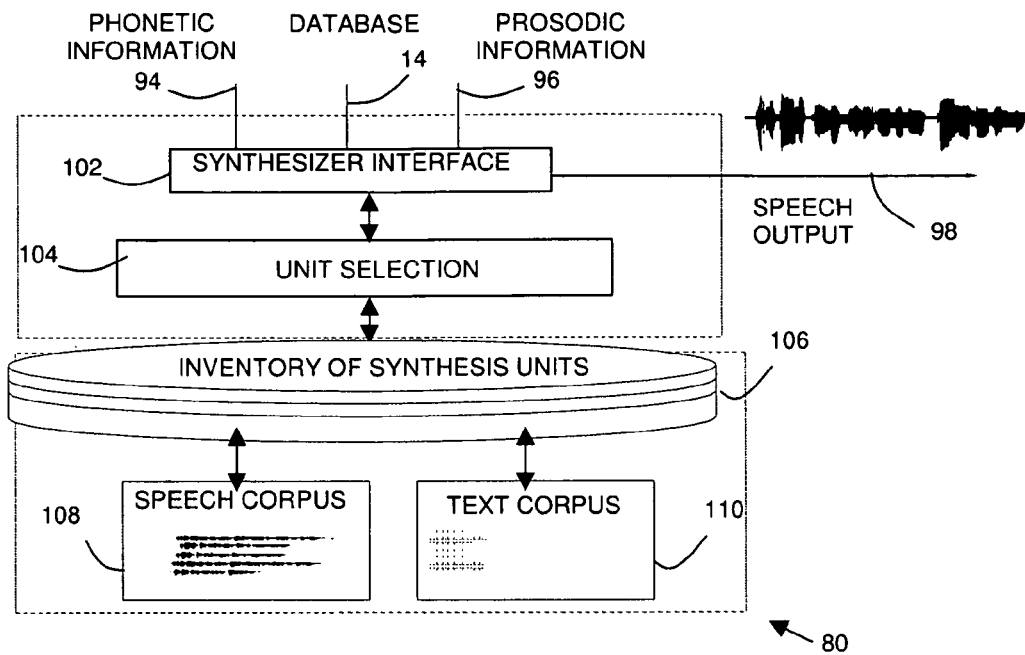 PHONETIC
INFORMATION
94
DATABASE
14
PROSODIC
INFORMATION
96
102
SYNTHESIZER INTERFACE
SPEECH
OUTPUT
98
104
UNIT SELECTION
INVENTORY OF SYNTHESIS UNITS
106
108
SPEECH CORPUS
TEXT CORPUS
110
80